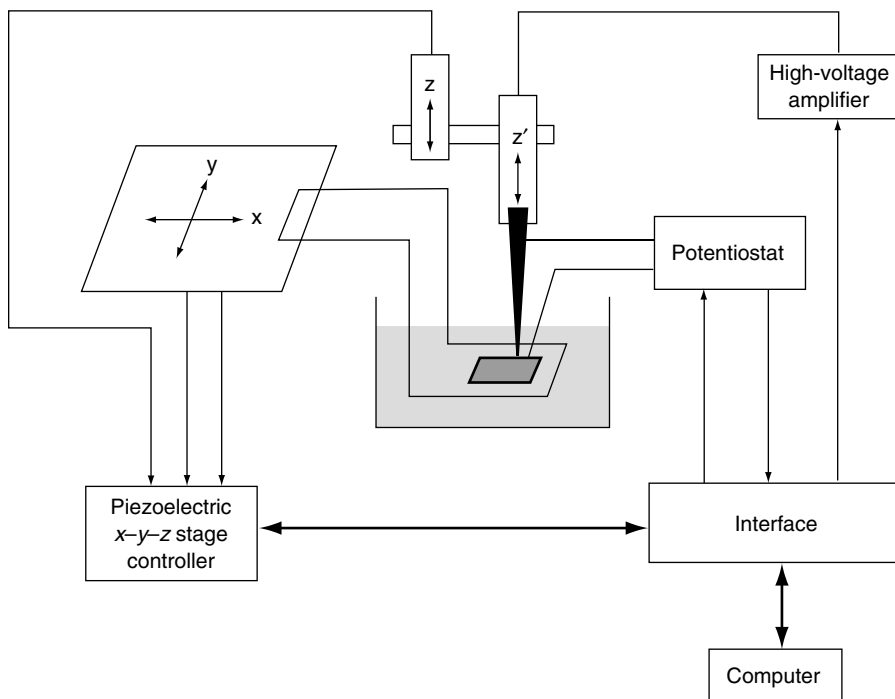 High-voltage
amplifier
z
z′
y
x
Potentiostat
Piezoelectric
x–y–z stage
controller
Interface
Computer